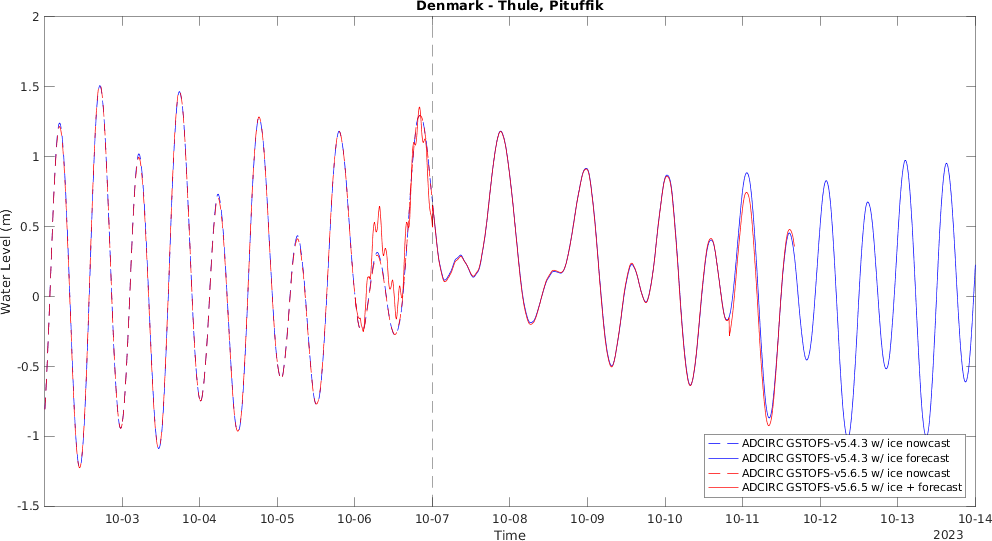 Denmark - Thule, Pituffik
2
1.5
1
0.5
0
-0.5
-1
-1.5
Water Level (m)
ADCIRC GSTOFS-v5.4.3 w/ ice nowcast
ADCIRC GSTOFS-v5.4.3 w/ ice forecast
ADCIRC GSTOFS-v5.6.5 w/ ice nowcast
ADCIRC GSTOFS-v5.6.5 w/ ice + forecast
10-03 10-04 10-05 10-06 10-07 10-08 10-09 10-10 10-11 10-12 10-13 10-14
Time
2023